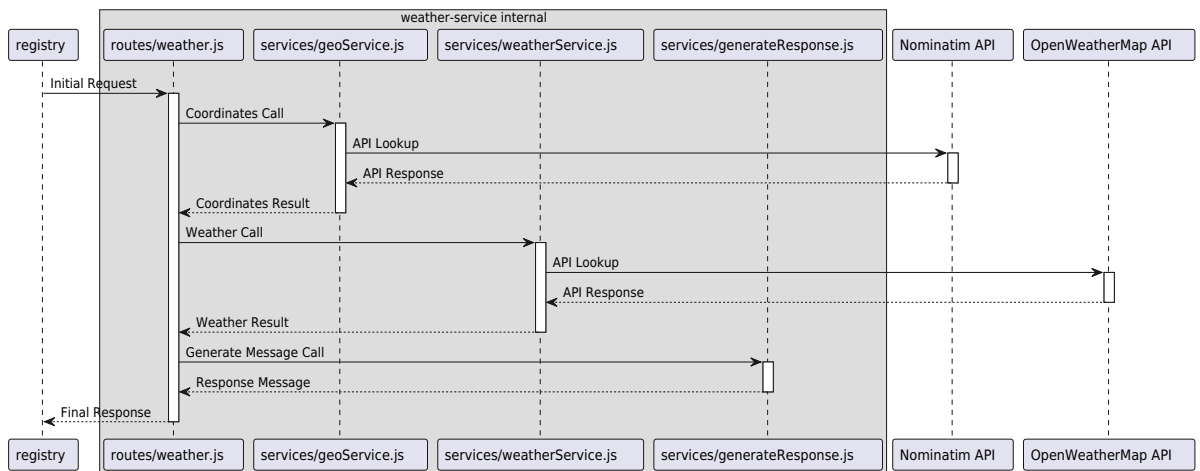 weather-service internal
registry routes/weather.js services/geoService.js services/weatherService.js services/generateResponse.js Nominatim API OpenWeatherMap API
Initial Request
Coordinates Call
API Lookup
API Response
Coordinates Result
Weather Call
API Lookup
API Response
Weather Result
Generate Message Call
Response Message
Final Response
registry routes/weather.js services/geoService.js services/weatherService.js services/generateResponse.js Nominatim API OpenWeatherMap API